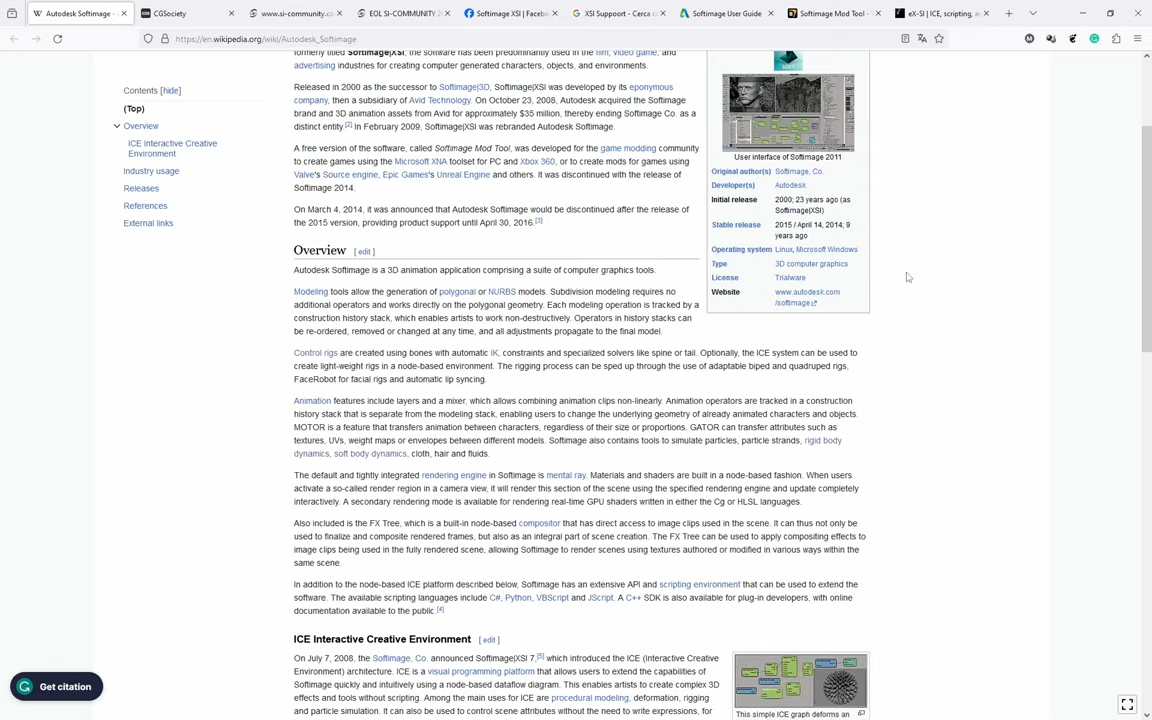 Autodesk Softimage -
CGSociety
www.si-community.c
EOL SI-COMMUNITY 2
Softimage XSI | Faceb
XSI Suppoort - Cerca c
Softimage User Guide
Softimage Mod Tool -
eX-SI | ICE, scripting, a
https://en.wikipedia.org/wiki/Autodesk_Softimage
Contents [hide]
(Top)
Overview
ICE Interactive Creative
Environment
Industry usage
Releases
References
External links
formerly titled Softimage|XSI, the software has been predominantly used in the film, video game, and
advertising industries for creating computer generated characters, objects, and environments.
Released in 2000 as the successor to Softimage|3D, Softimage|XSI was developed by its eponymous
company, then a subsidiary of Avid Technology. On October 23, 2008, Autodesk acquired the Softimage
brand and 3D animation assets from Avid for approximately $35 million, thereby ending Softimage Co. as a
distinct entity.[2] In February 2009, Softimage|XSI was rebranded Autodesk Softimage.
A free version of the software, called Softimage Mod Tool, was developed for the game modding community
to create games using the Microsoft XNA toolset for PC and Xbox 360, or to create mods for games using
Valve's Source engine, Epic Games's Unreal Engine and others. It was discontinued with the release of
Softimage 2014.
On March 4, 2014, it was announced that Autodesk Softimage would be discontinued after the release of
the 2015 version, providing product support until April 30, 2016.[3]
SOFT
User interface of Softimage 2011
Original author(s) Softimage, Co.
Developer(s) Autodesk
Initial release 2000; 23 years ago (as
Softimage|XSI)
Stable release 2015 / April 14, 2014; 9
years ago
Operating system Linux, Microsoft Windows
Type 3D computer graphics
License Trialware
Website www.autodesk.com
/softimage
Overview [ edit ]
Autodesk Softimage is a 3D animation application comprising a suite of computer graphics tools.
Modeling tools allow the generation of polygonal or NURBS models. Subdivision modeling requires no
additional operators and works directly on the polygonal geometry. Each modeling operation is tracked by a
construction history stack, which enables artists to work non-destructively. Operators in history stacks can
be re-ordered, removed or changed at any time, and all adjustments propagate to the final model.
Control rigs are created using bones with automatic IK, constraints and specialized solvers like spine or tail. Optionally, the ICE system can be used to
create light-weight rigs in a node-based environment. The rigging process can be sped up through the use of adaptable biped and quadruped rigs,
FaceRobot for facial rigs and automatic lip syncing.
Animation features include layers and a mixer, which allows combining animation clips non-linearly. Animation operators are tracked in a construction
history stack that is separate from the modeling stack, enabling users to change the underlying geometry of already animated characters and objects.
MOTOR is a feature that transfers animation between characters, regardless of their size or proportions. GATOR can transfer attributes such as
textures, UVs, weight maps or envelopes between different models. Softimage also contains tools to simulate particles, particle strands, rigid body
dynamics, soft body dynamics, cloth, hair and fluids.
The default and tightly integrated rendering engine in Softimage is mental ray. Materials and shaders are built in a node-based fashion. When users
activate a so-called render region in a camera view, it will render this section of the scene using the specified rendering engine and update completely
interactively. A secondary rendering mode is available for rendering real-time GPU shaders written in either the Cg or HLSL languages.
Also included is the FX Tree, which is a built-in node-based compositor that has direct access to image clips used in the scene. It can thus not only be
used to finalize and composite rendered frames, but also as an integral part of scene creation. The FX Tree can be used to apply compositing effects to
image clips being used in the fully rendered scene, allowing Softimage to render scenes using textures authored or modified in various ways within the
same scene.
In addition to the node-based ICE platform described below, Softimage has an extensive API and scripting environment that can be used to extend the
software. The available scripting languages include C#, Python, VBScript and JScript. A C++ SDK is also available for plug-in developers, with online
documentation available to the public.[4]
ICE Interactive Creative Environment [ edit ]
On July 7, 2008, the Softimage, Co. announced Softimage|XSI 7,[5] which introduced the ICE (Interactive Creative
Environment) architecture. ICE is a visual programming platform that allows users to extend the capabilities of
Softimage quickly and intuitively using a node-based dataflow diagram. This enables artists to create complex 3D
effects and tools without scripting. Among the main uses for ICE are procedural modeling, deformation, rigging
and particle simulation. It can also be used to control scene attributes without the need to write expressions, for
This simple ICE graph deforms an
Get citation